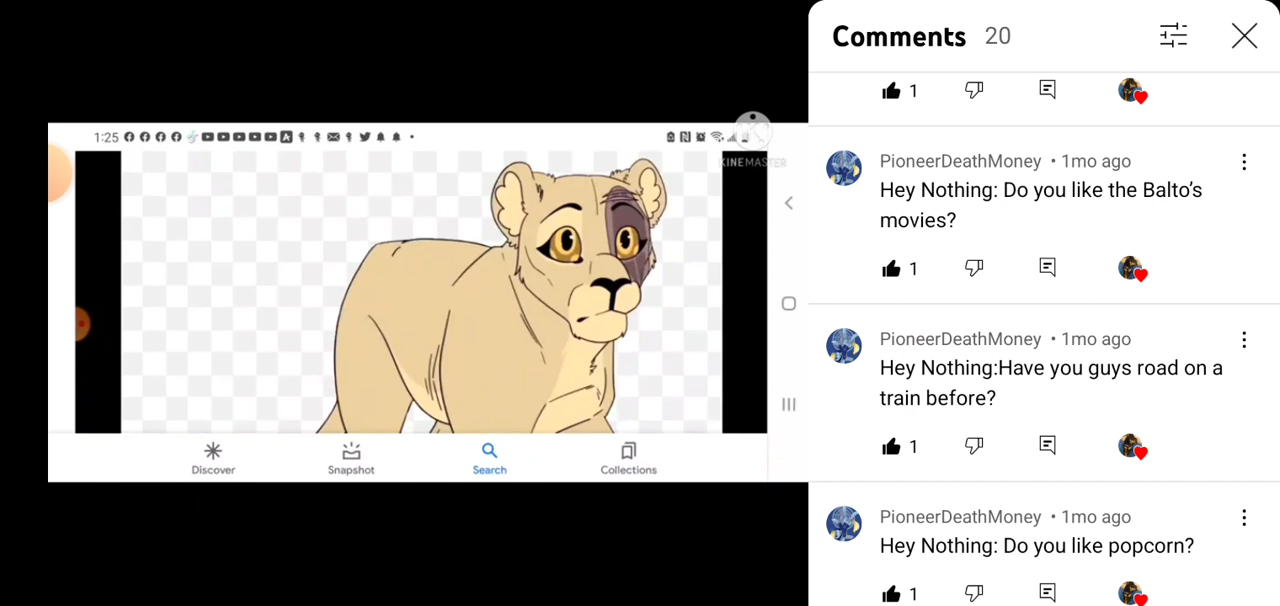 Comments 20
1
PioneerDeathMoney • 1mo ago
Hey Nothing: Do you like the Balto’s
movies?
1
PioneerDeathMoney • 1mo ago
Hey Nothing:Have you guys road on a
train before?
1
PioneerDeathMoney • 1mo ago
Hey Nothing: Do you like popcorn?
1
1:25
KINEMASTER
Discover Snapshot Search Collections